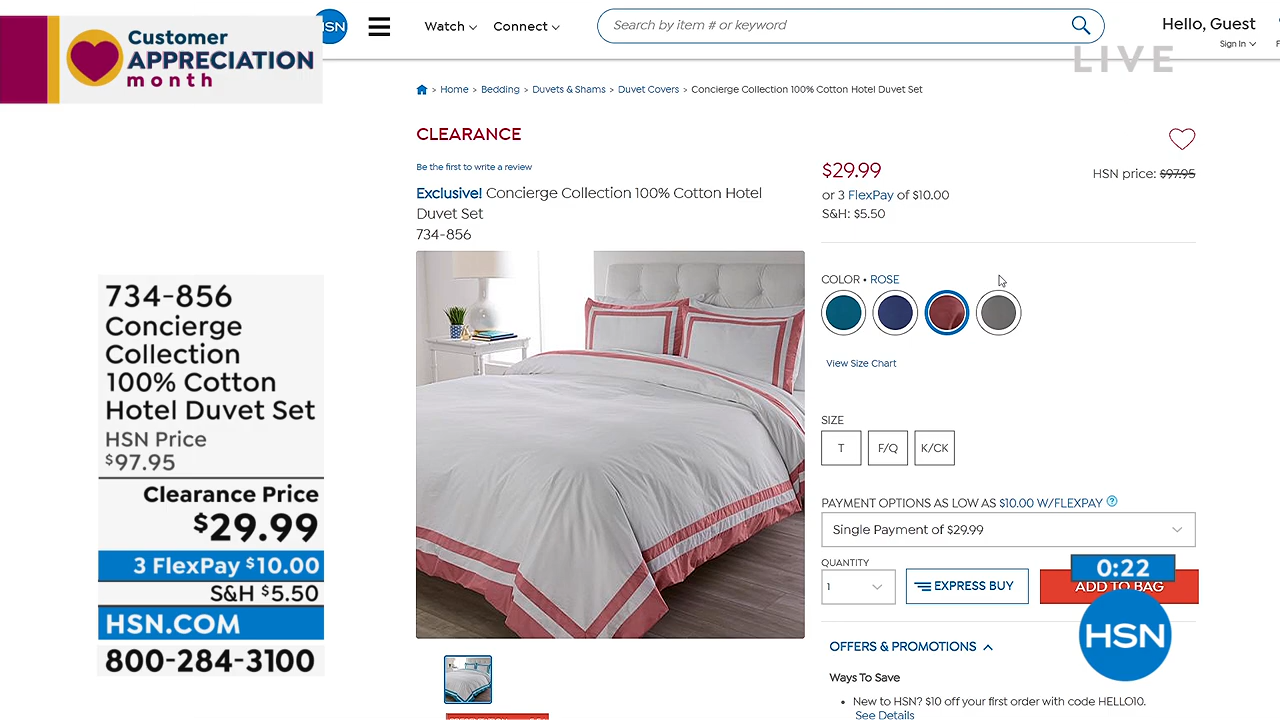 Customer
APPRECIATION
month
HSN
Watch
Connect
Search by item # or keyword
Hello, Guest
Sign In
LIVE
> Home > Bedding > Duvets & Shams > Duvet Covers > Concierge Collection 100% Cotton Hotel Duvet Set
CLEARANCE
Be the first to write a review
Exclusive! Concierge Collection 100% Cotton Hotel
Duvet Set
734-856
$29.99
HSN price: $97.95
or 3 FlexPay of $10.00
S&H: $5.50
COLOR • ROSE
View Size Chart
SIZE
T
F/Q
K/CK
PAYMENT OPTIONS AS LOW AS $10.00 W/FLEXPAY ?
Single Payment of $29.99
QUANTITY
1
EXPRESS BUY
0:22
ADD TO BAG
HSN
OFFERS & PROMOTIONS
Ways To Save
• New to HSN? $10 off your first order with code HELLO10.
See Details
734-856
Concierge
Collection
100% Cotton
Hotel Duvet Set
HSN Price
$97.95
Clearance Price
$29.99
3 FlexPay $10.00
S&H $5.50
HSN.COM
800-284-3100